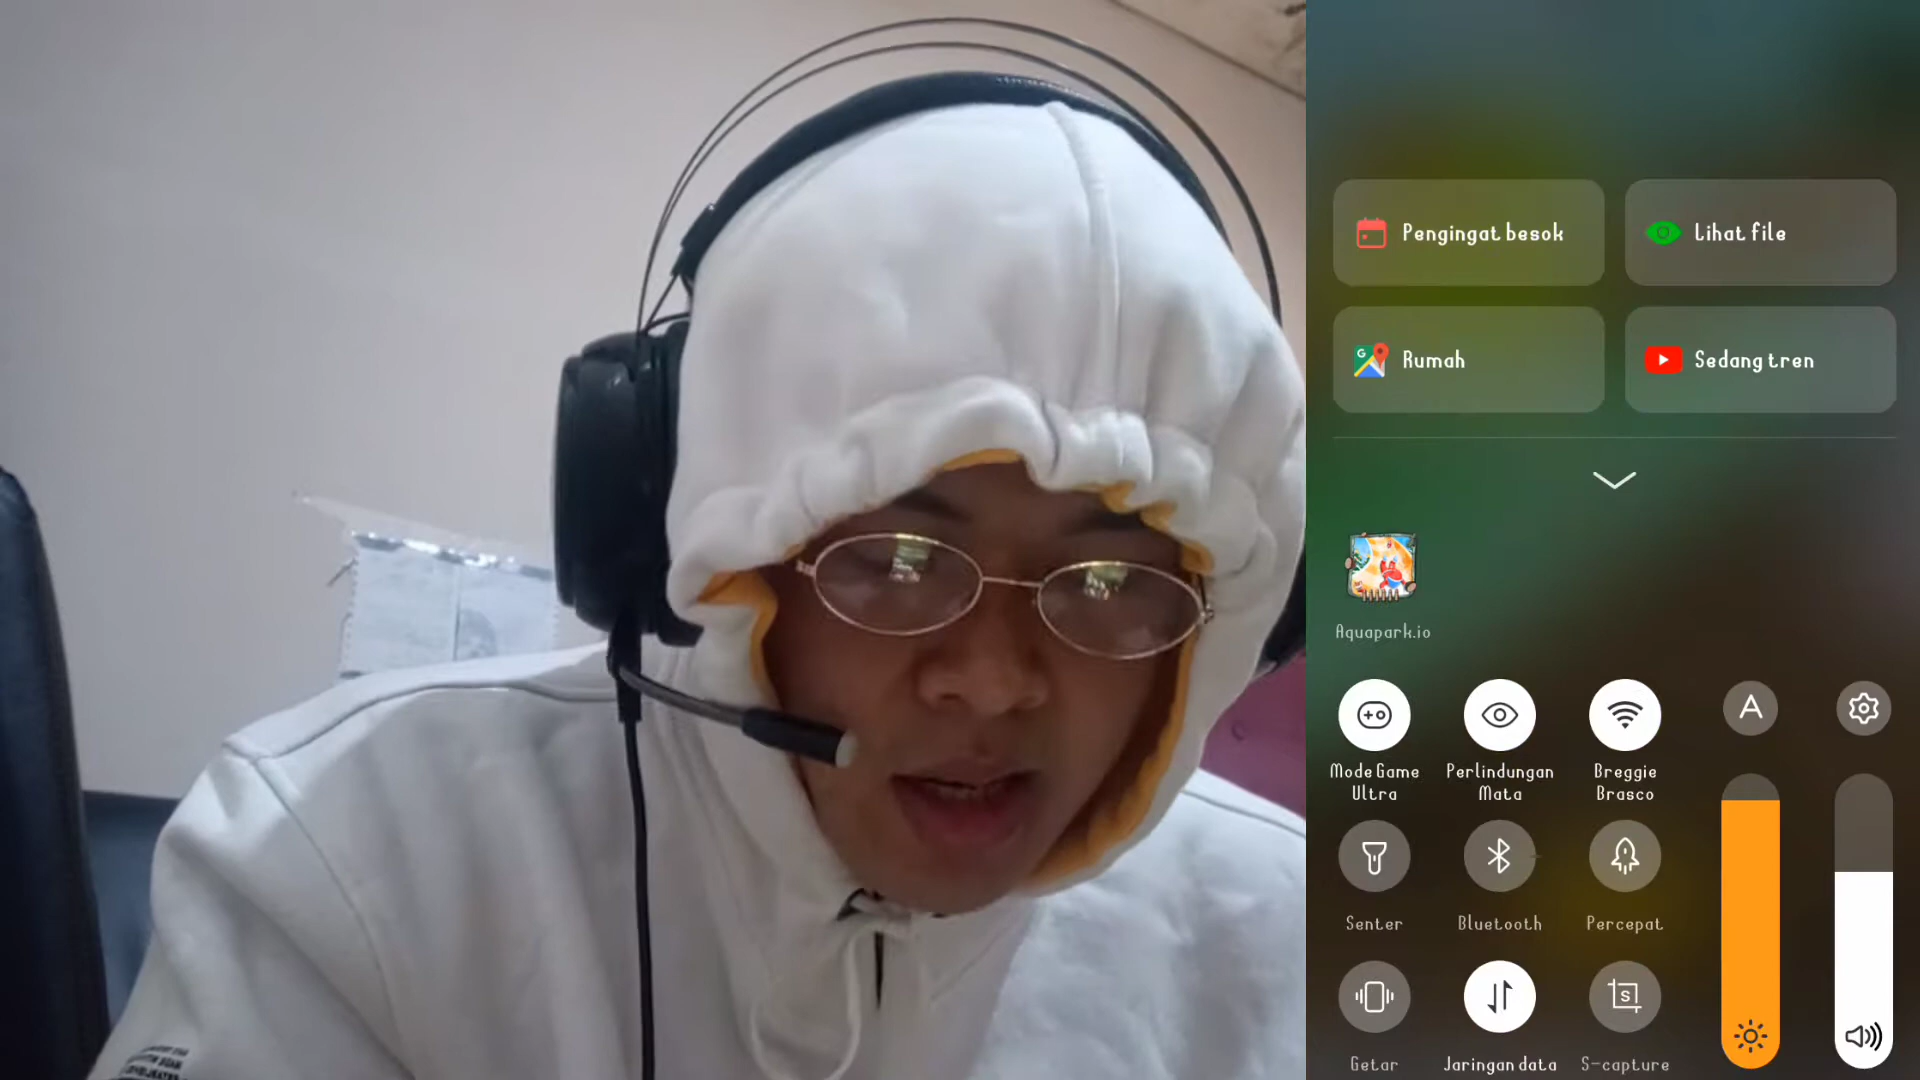 Pengingat besok
Lihat file
Rumah
Sedang tren
Aquapark.io
Mode Game
Ultra
Perlindungan
Mata
Breggie
Brasco
Senter
Bluetooth
Percepat
Getar
Jaringan data
S-capture